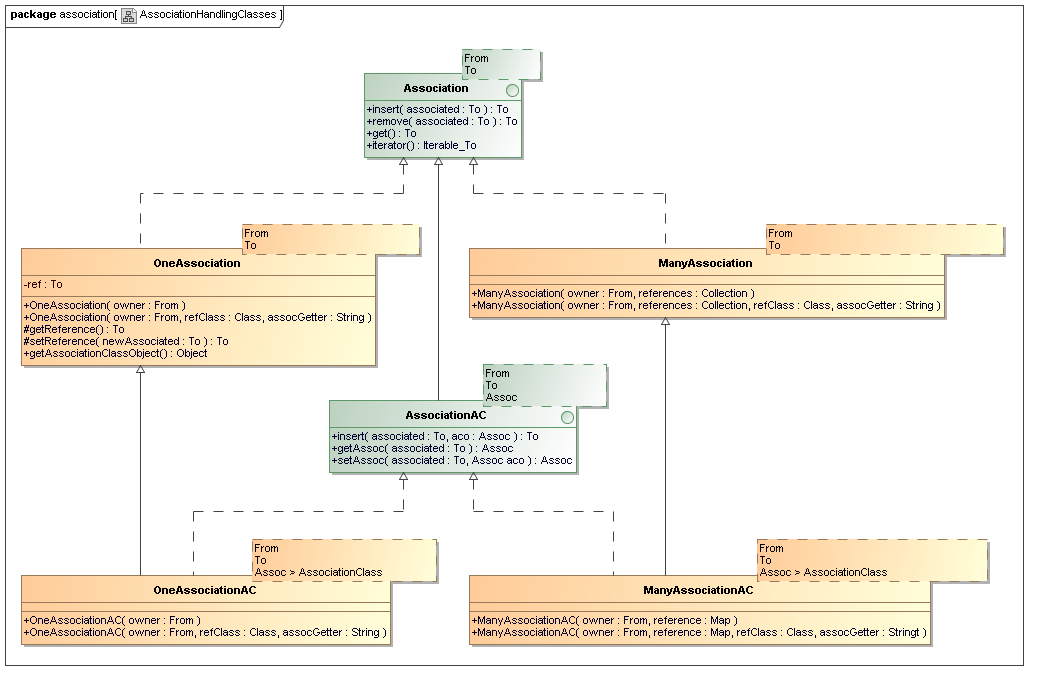 package association[ AssociationHandlingClasses ]
From
To
Association
+insert( associated : To ) : To
+remove( associated : To ) : To
+get() : To
+iterator() : Iterable_To
From
To
OneAssociation
-ref : To
+OneAssociation( owner : From )
+OneAssociation( owner : From, refClass : Class, assocGetter : String )
#getReference() : To
#setReference( newAssociated : To ) : To
+getAssociationClassObject() : Object
From
To
ManyAssociation
+ManyAssociation( owner : From, references : Collection )
+ManyAssociation( owner : From, references : Collection, refClass : Class, assocGetter : String )
From
To
Assoc
AssociationAC
+insert( associated : To, aco : Assoc ) : To
+getAssoc( associated : To ) : Assoc
+setAssoc( associated : To, Assoc aco ) : Assoc
From
To
Assoc > AssociationClass
OneAssociationAC
+OneAssociationAC( owner : From )
+OneAssociationAC( owner : From, refClass : Class, assocGetter : String )
From
To
Assoc > AssociationClass
ManyAssociationAC
+ManyAssociationAC( owner : From, reference : Map )
+ManyAssociationAC( owner : From, reference : Map, refClass : Class, assocGetter : Stringt )